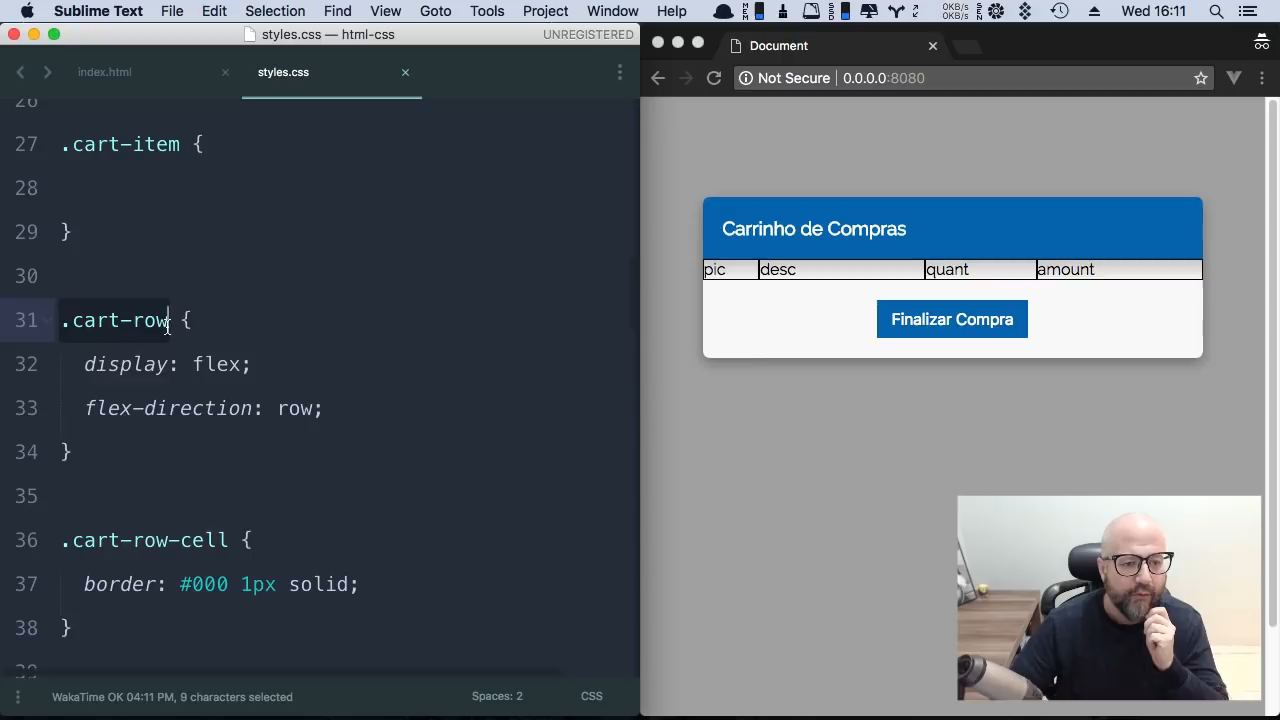 Sublime Text File Edit Selection Find View Goto Tools Project Window Help 0KB/s 0KB/s Wed 16:11
styles.css — html-css UNREGISTERED
index.html × styles.css ×
Document ×
Not Secure 0.0.0.0:8080
26
27 .cart-item {
28
29 }
30
31 .cart-row {
32 display: flex;
33 flex-direction: row;
34 }
35
36 .cart-row-cell {
37 border: #000 1px solid;
38 }
39
Carrinho de Compras
pic desc quant amount
Finalizar Compra
WakaTime OK 04:11 PM, 9 characters selected Spaces: 2 CSS